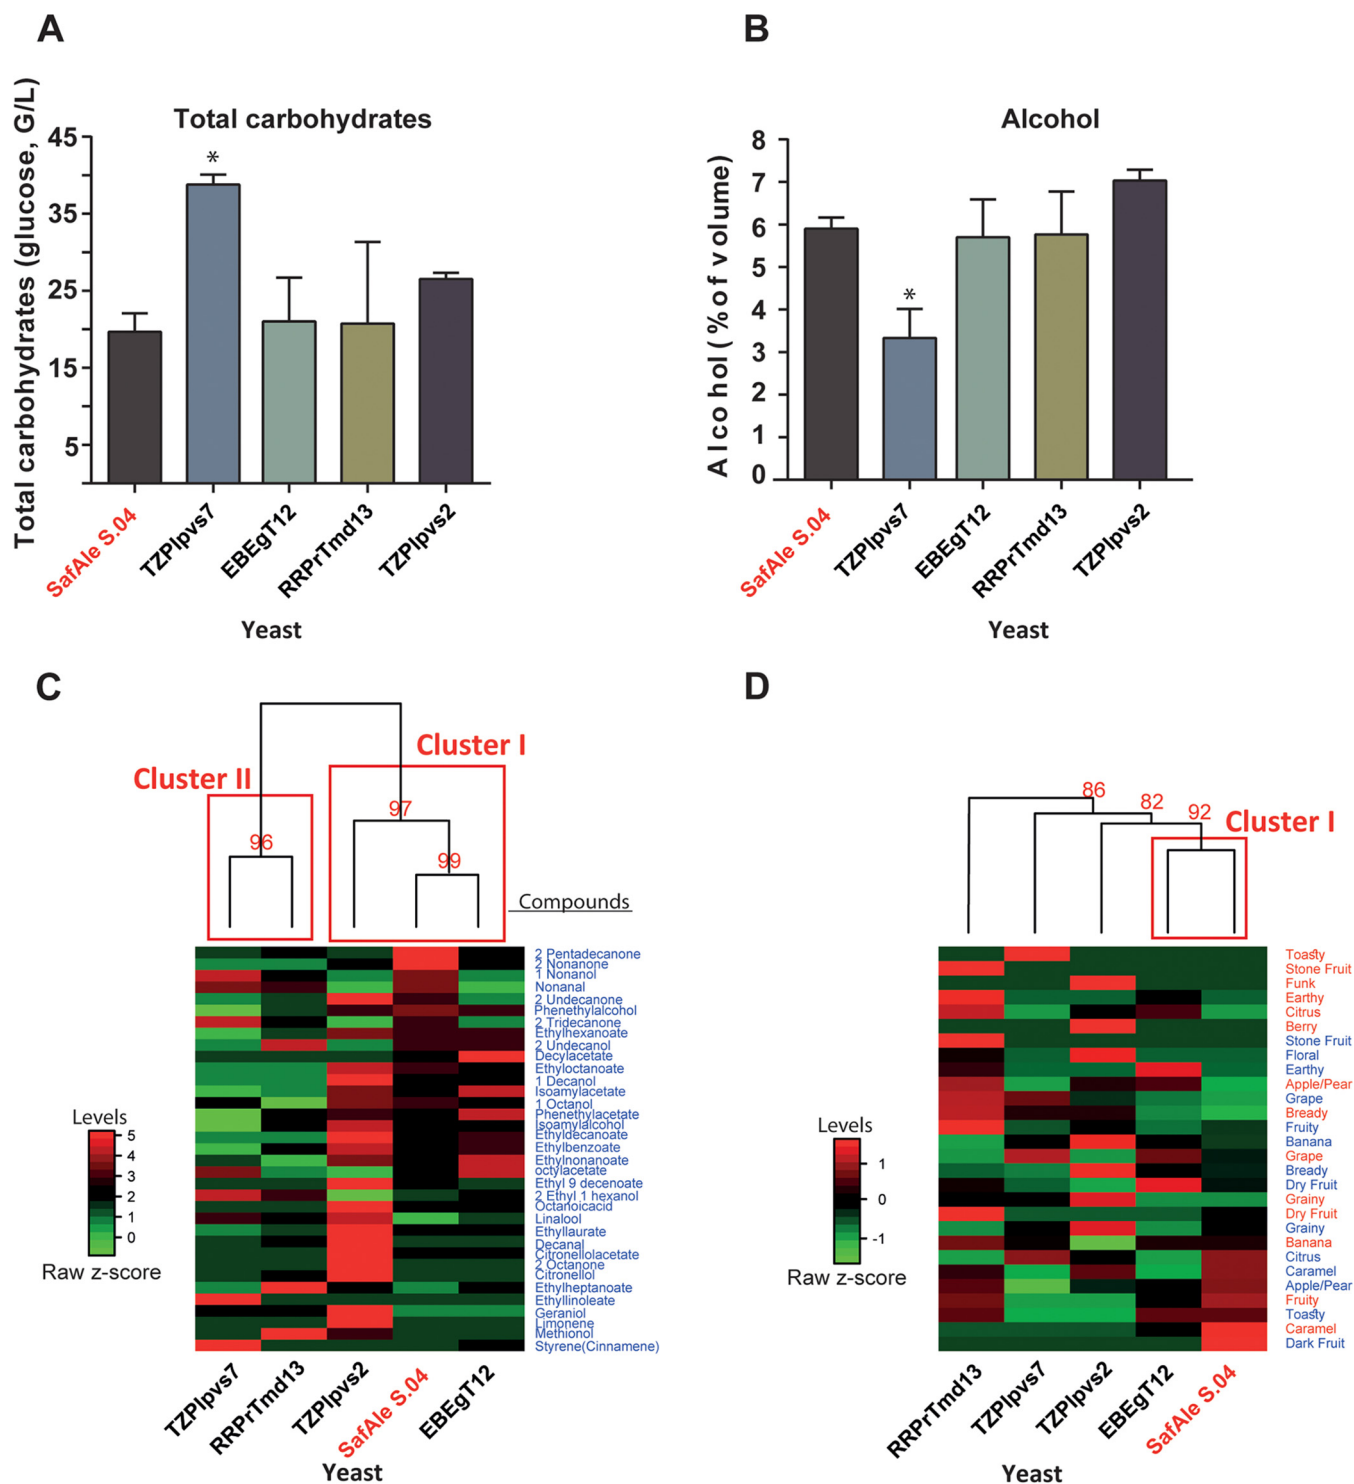 A
Total carbohydrates
Total carbohydrates (glucose, G/L)
45
35
25
15
5
*
SafAle S.04
TZPlpvs7
EBEgT12
RRPrTmd13
TZPlpvs2
Yeast
B
Alcohol
Alcohol (% of volume)
8
7
6
5
4
3
2
1
0
*
SafAle S.04
TZPlpvs7
EBEgT12
RRPrTmd13
TZPlpvs2
Yeast
C
Cluster I
Cluster II
97
96
99
Compounds
2 Pentadecanone
2 Nonanone
1 Nonanol
Nonanal
2 Undecanone
Phenethylalcohol
2 Tridecanone
Ethylhexanoate
2 Undecanol
Decylacetate
Ethyloctanoate
1 Decanol
Isoamylacetate
1 Octanol
Phenethylacetate
Isoamylalcohol
Ethyldecanoate
Ethylbenzoate
Ethylnonanoate
octylacetate
Ethyl 9 decenoate
2 Ethyl 1 hexanol
Octanoicacid
Linalool
Ethyllaurate
Decanal
Citronellolacetate
2 Octanone
Citronellol
Ethylheptanoate
Ethyllinoleate
Geraniol
Limonene
Methionol
Styrene(Cinnamene)
Levels
5
4
3
2
1
0
Raw z-score
TZPlpvs7
RRPrTmd13
TZPlpvs2
SafAle S.04
EBEgT12
Yeast
D
86
82
92
Cluster I
Toasty
Stone Fruit
Funk
Earthy
Citrus
Berry
Stone Fruit
Floral
Earthy
Apple/Pear
Grape
Bready
Fruity
Banana
Grape
Bready
Dry Fruit
Grainy
Dry Fruit
Grainy
Banana
Citrus
Caramel
Apple/Pear
Fruity
Toasty
Caramel
Dark Fruit
Levels
1
0
-1
Raw z-score
RRPrTmd13
TZPlpvs7
TZPlpvs2
EBEgT12
SafAle S.04
Yeast